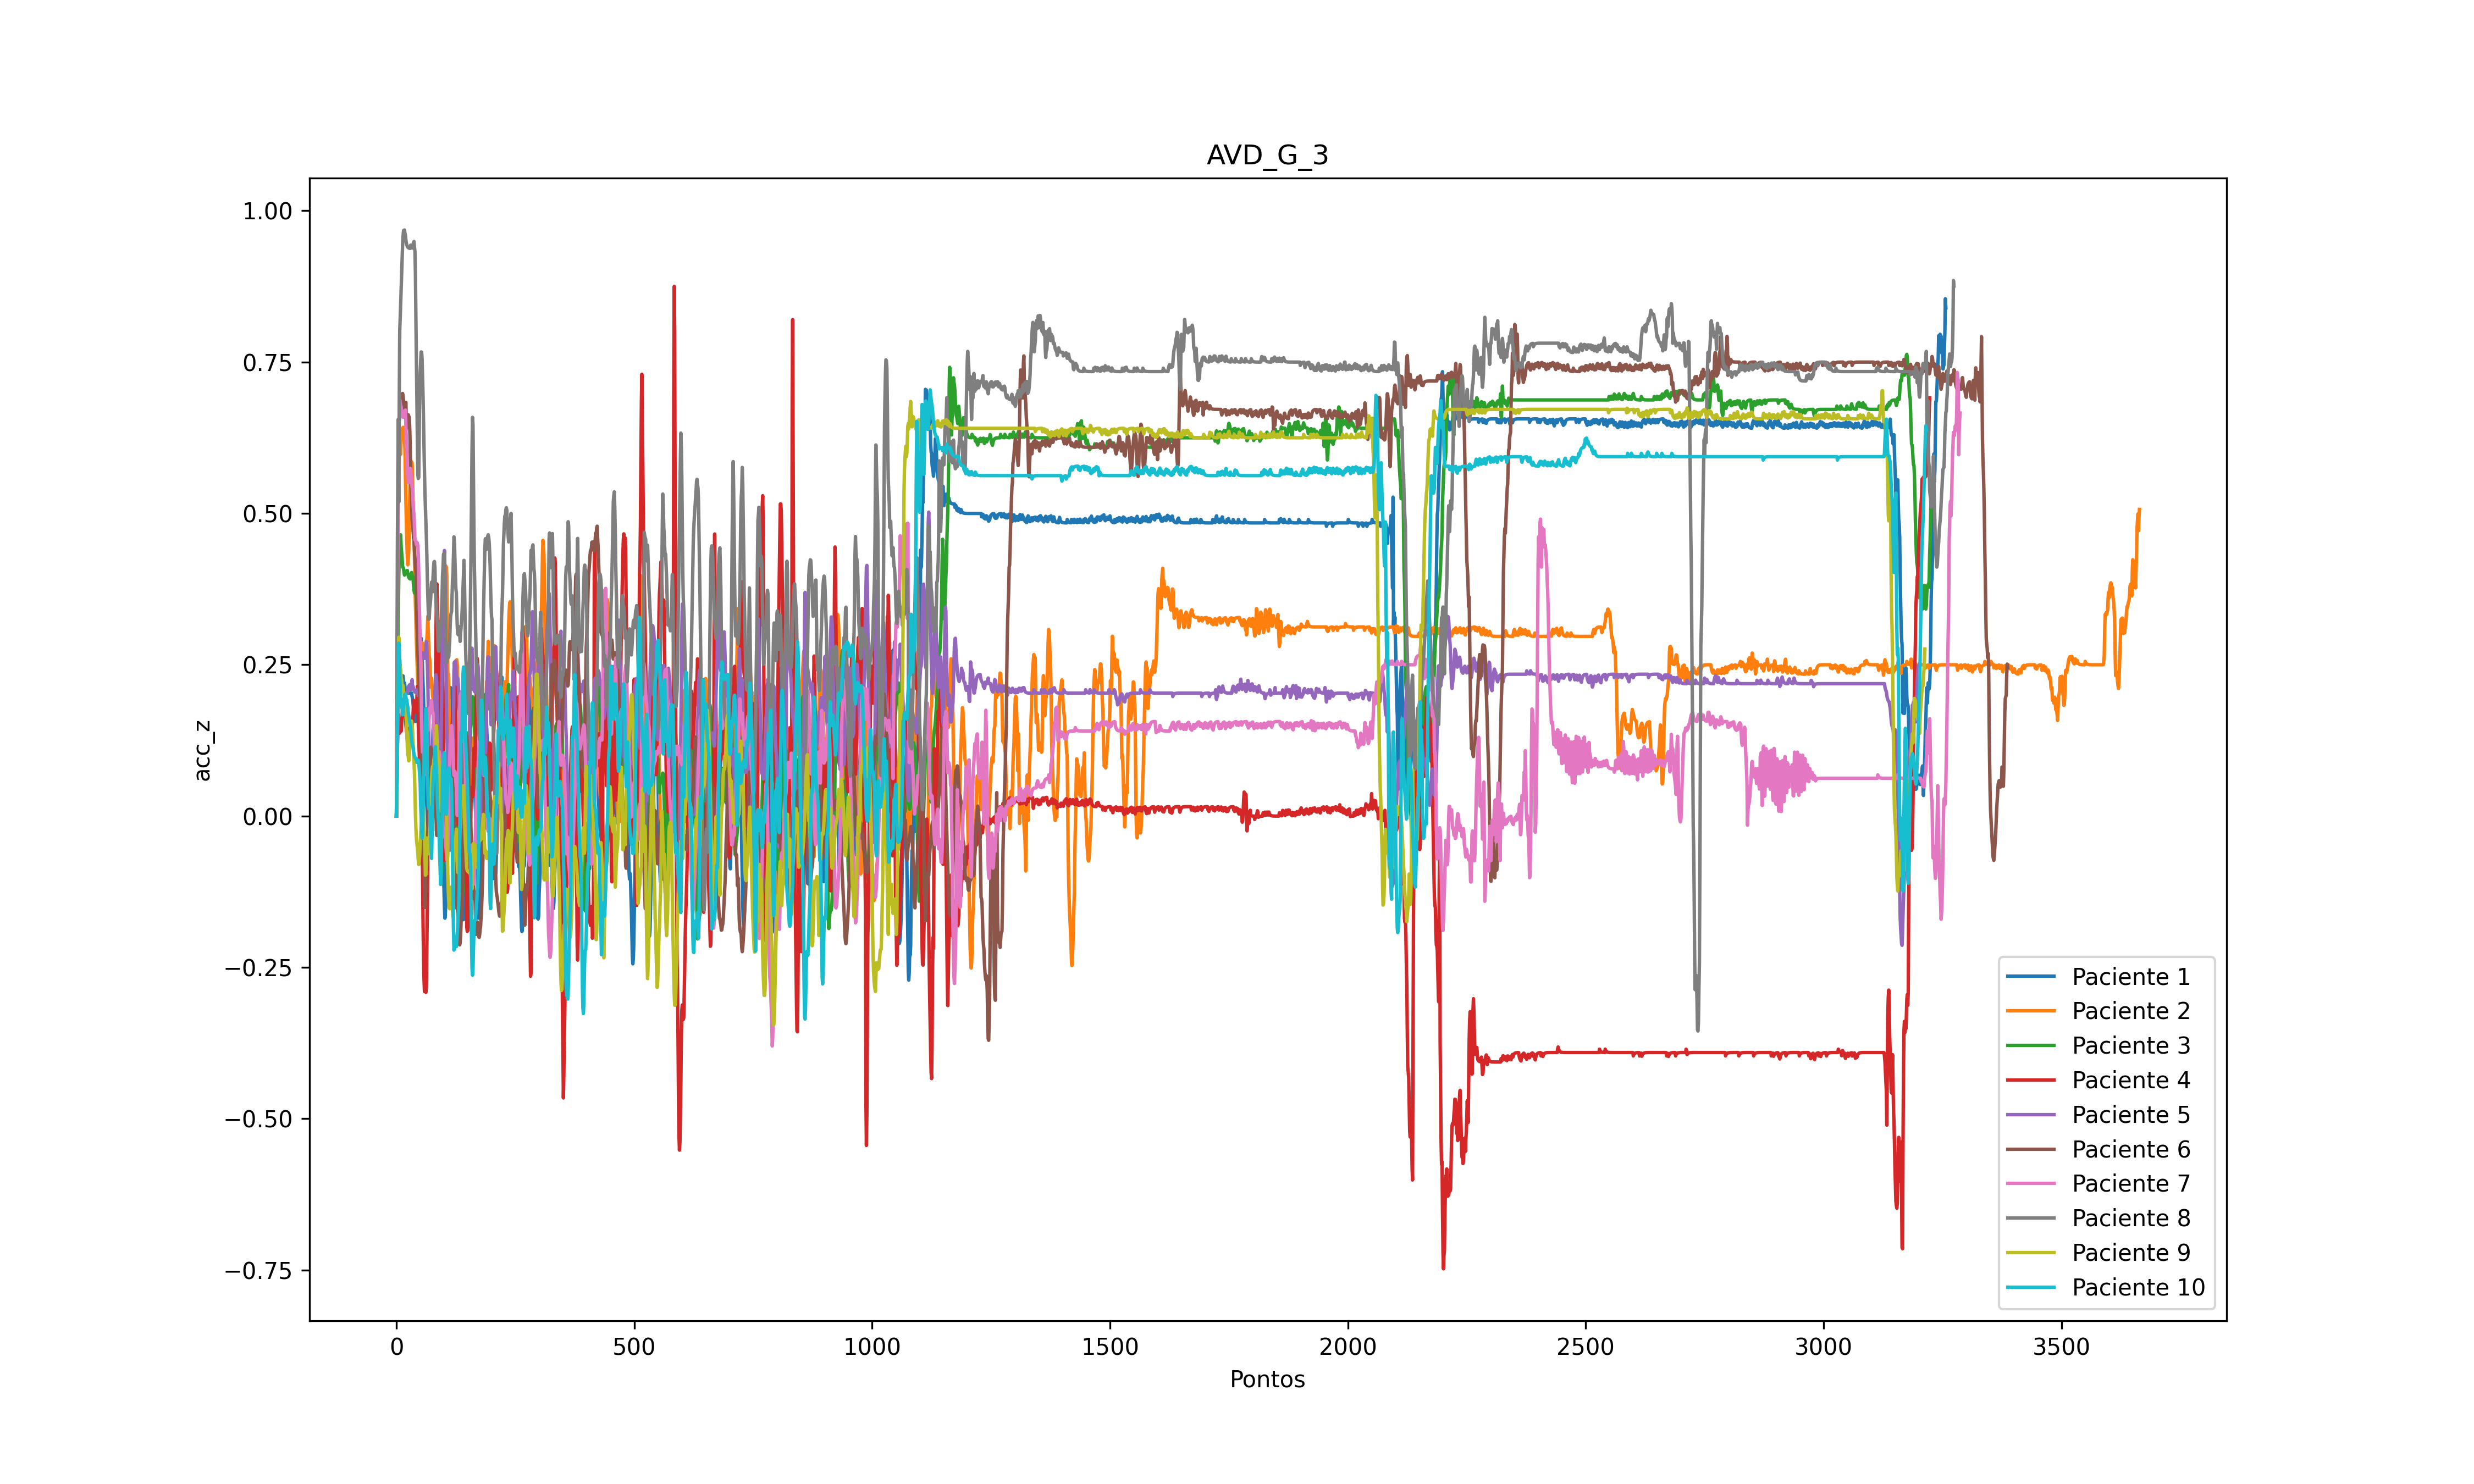 AVD_G_3
acc_z
1.00
0.75
0.50
0.25
0.00
−0.25
−0.50
−0.75
0 500 1000 1500 2000 2500 3000 3500
Pontos
Paciente 1
Paciente 2
Paciente 3
Paciente 4
Paciente 5
Paciente 6
Paciente 7
Paciente 8
Paciente 9
Paciente 10